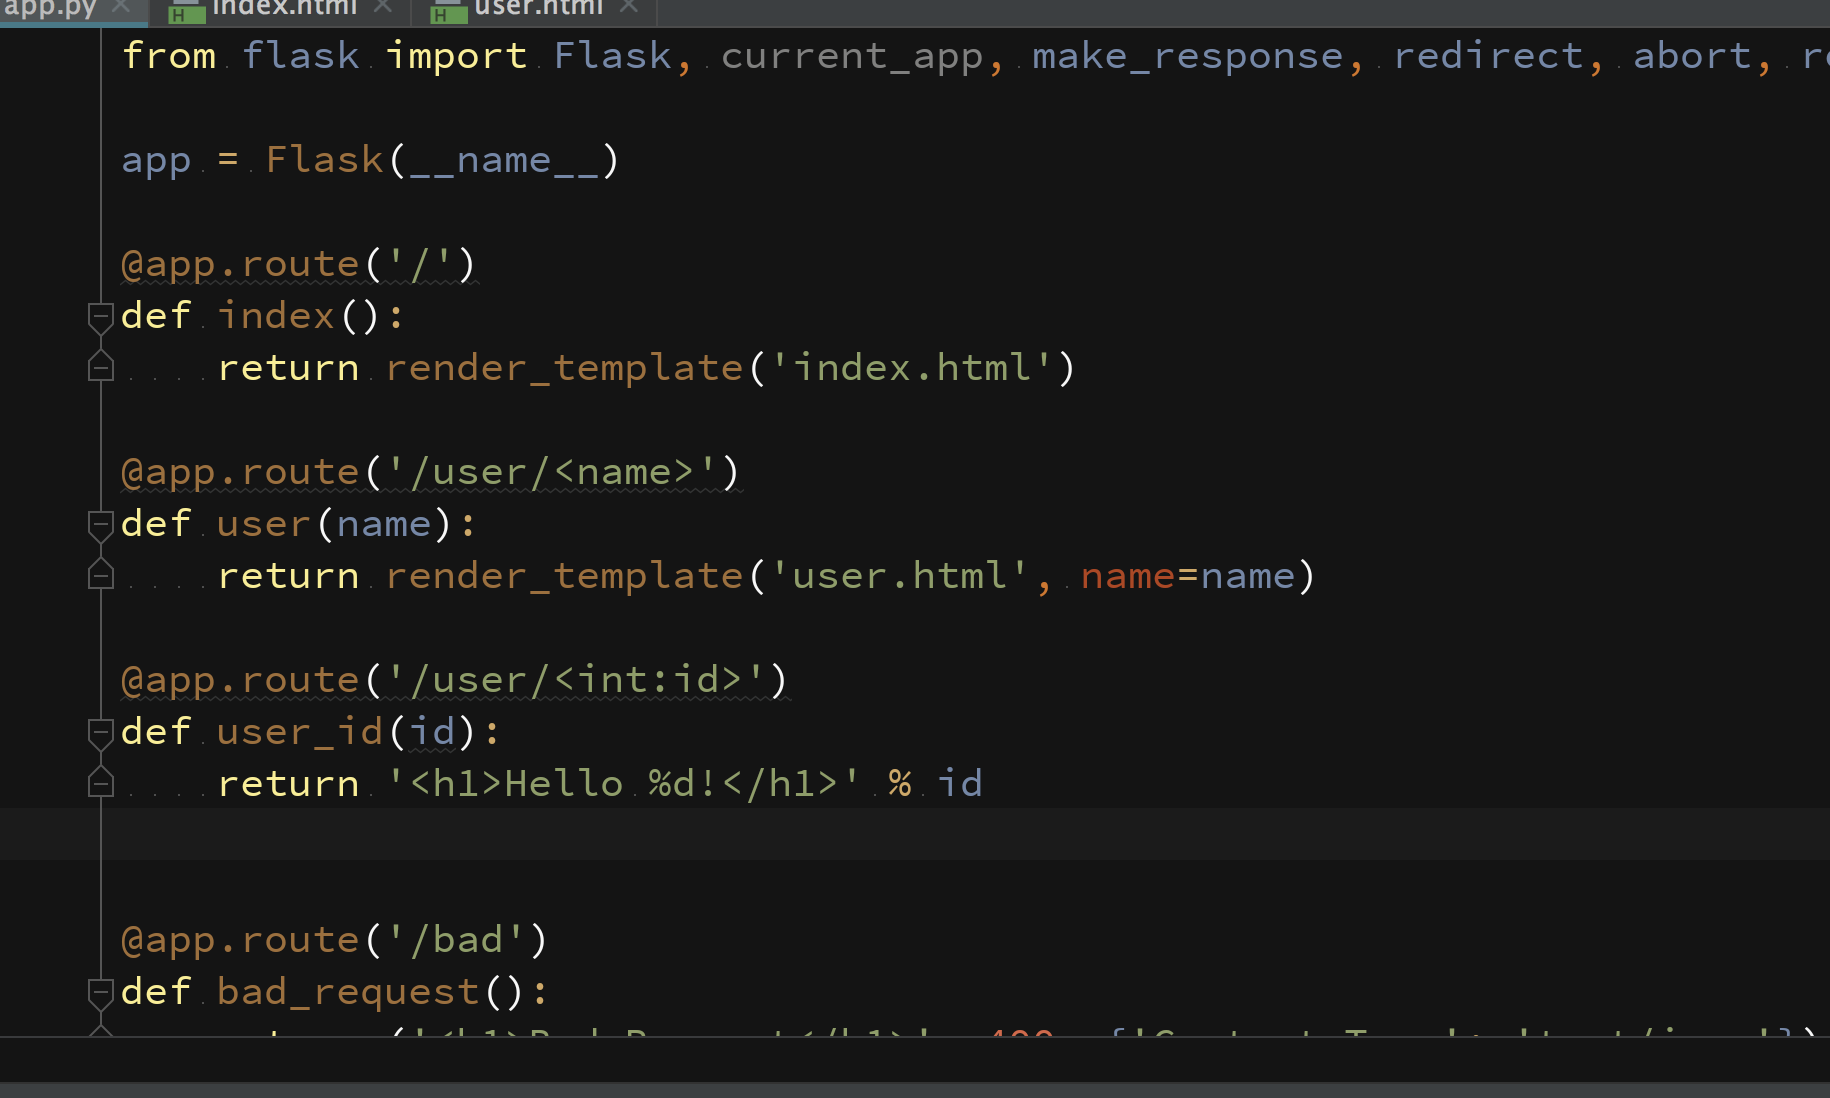 app.py index.html user.html
from flask import Flask, current_app, make_response, redirect, abort,
app = Flask(__name__)
@app.route('/')
def index():
    return render_template('index.html')
@app.route('/user/<name>')
def user(name):
    return render_template('user.html', name=name)
@app.route('/user/<int:id>')
def user_id(id):
    return '<h1>Hello %d!</h1>' % id
@app.route('/bad')
def bad_request():